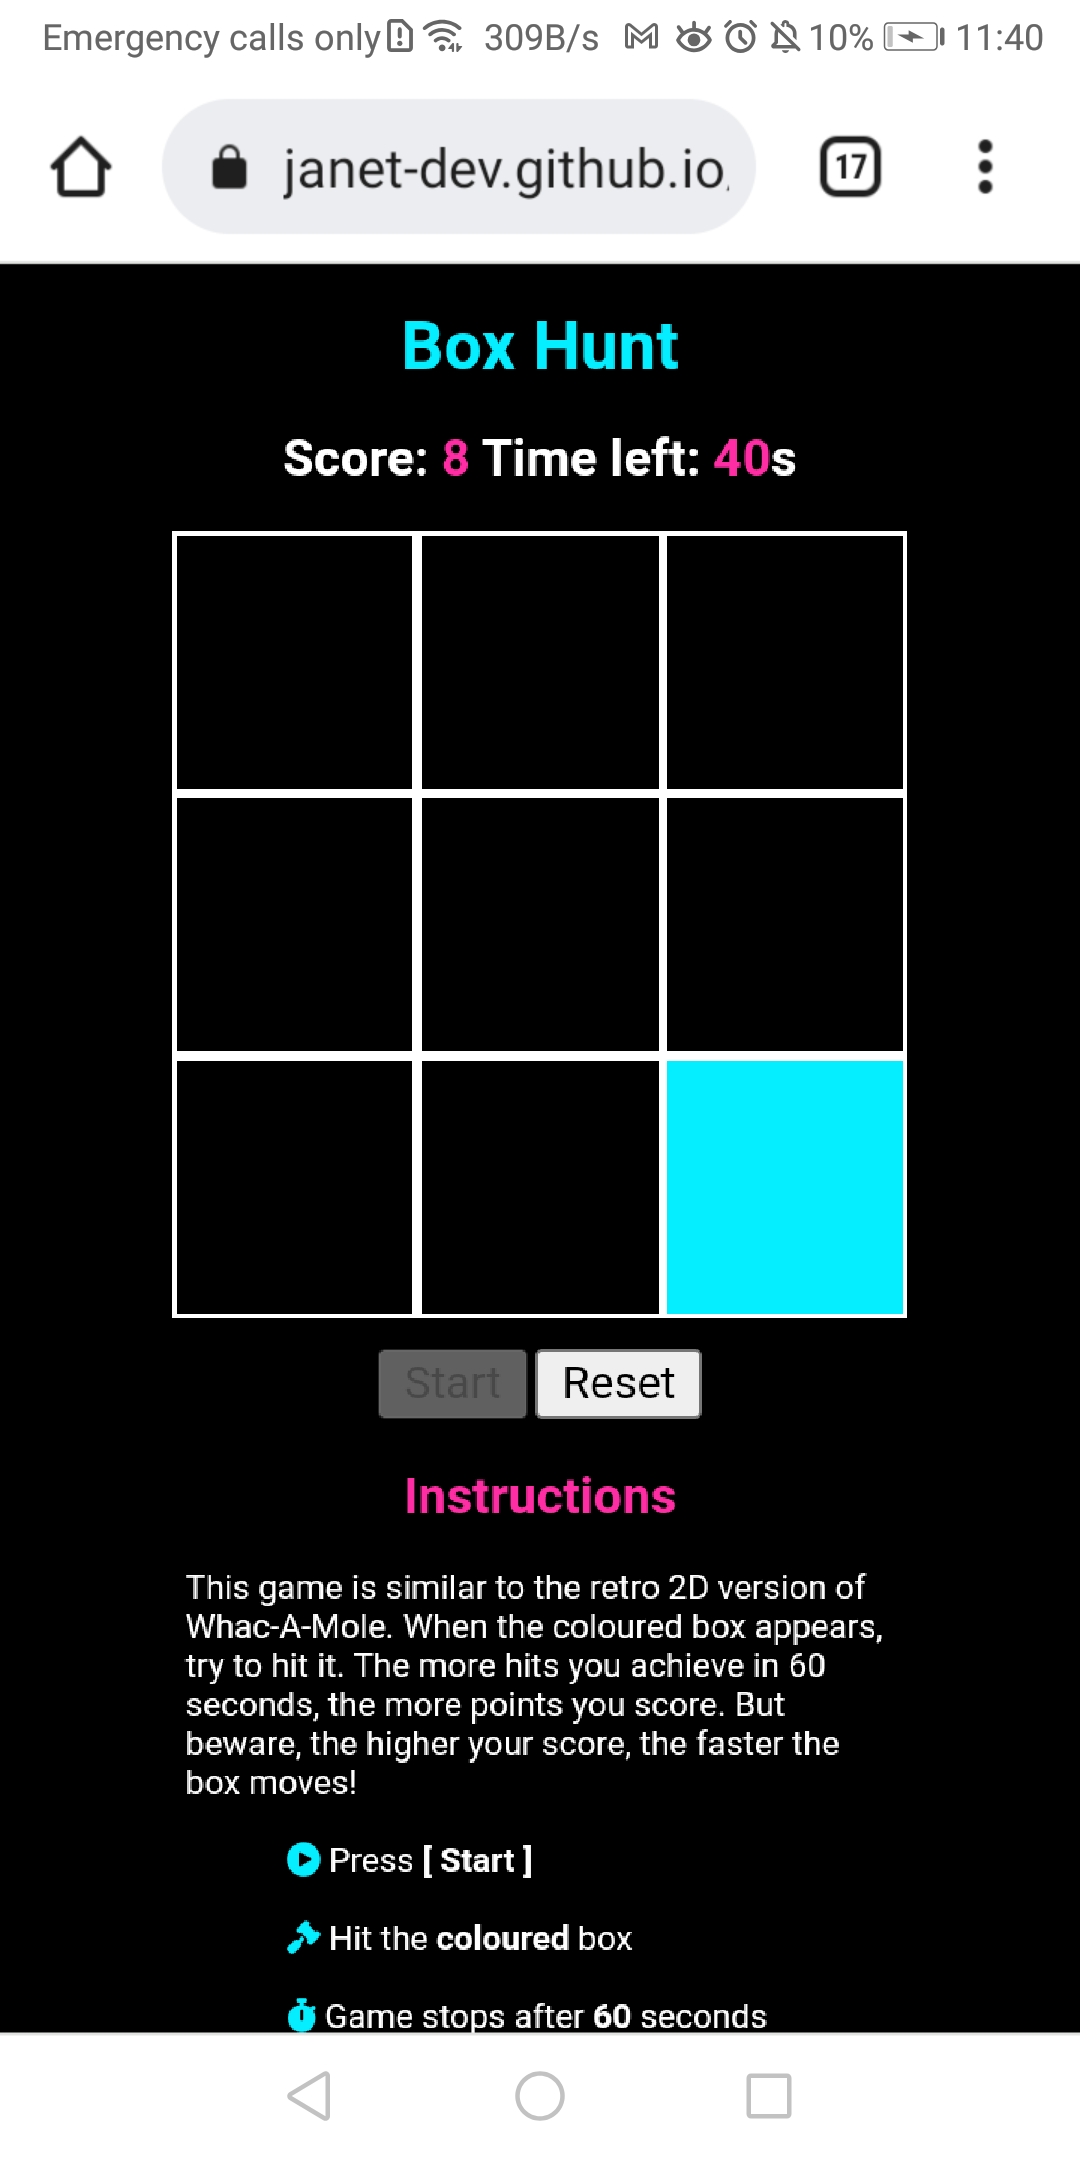 Emergency calls only 309B/s 10% 11:40
janet-dev.github.io
17
Box Hunt
Score: 8 Time left: 40s
Start Reset
Instructions
This game is similar to the retro 2D version of
Whac-A-Mole. When the coloured box appears,
try to hit it. The more hits you achieve in 60
seconds, the more points you score. But
beware, the higher your score, the faster the
box moves!
Press [ Start ]
Hit the coloured box
Game stops after 60 seconds